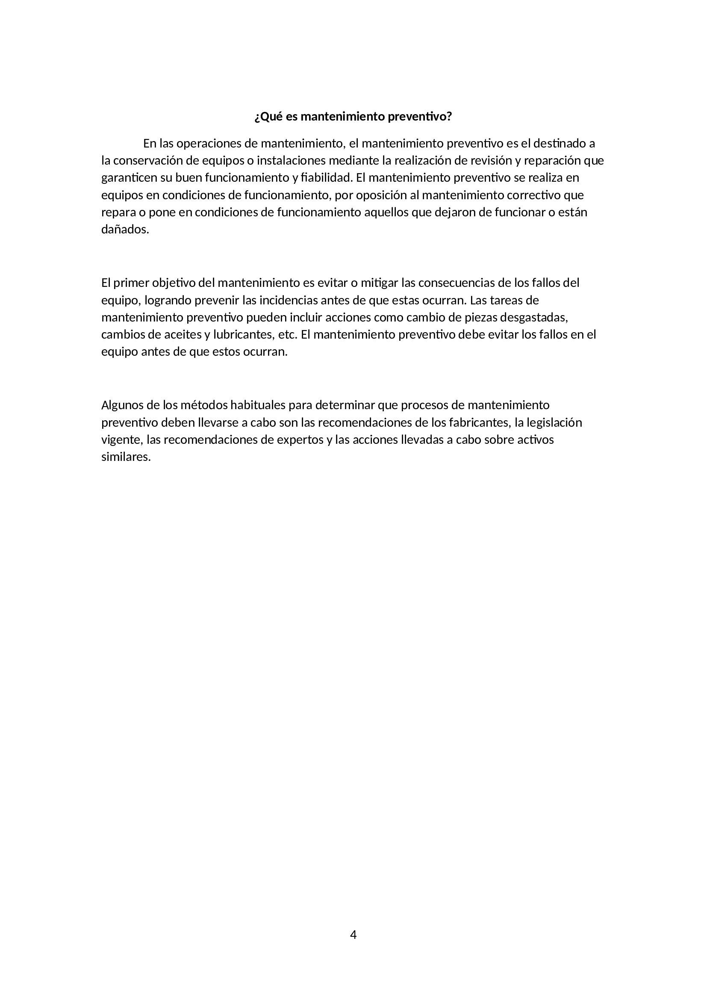 ¿Qué es mantenimiento preventivo?
En las operaciones de mantenimiento, el mantenimiento preventivo es el destinado a
la conservación de equipos o instalaciones mediante la realización de revisión y reparación que
garanticen su buen funcionamiento y fiabilidad. El mantenimiento preventivo se realiza en
equipos en condiciones de funcionamiento, por oposición al mantenimiento correctivo que
repara o pone en condiciones de funcionamiento aquellos que dejaron de funcionar o están
dañados.
El primer objetivo del mantenimiento es evitar o mitigar las consecuencias de los fallos del
equipo, logrando prevenir las incidencias antes de que estas ocurran. Las tareas de
mantenimiento preventivo pueden incluir acciones como cambio de piezas desgastadas,
cambios de aceites y lubricantes, etc. El mantenimiento preventivo debe evitar los fallos en el
equipo antes de que estos ocurran.
Algunos de los métodos habituales para determinar que procesos de mantenimiento
preventivo deben llevarse a cabo son las recomendaciones de los fabricantes, la legislación
vigente, las recomendaciones de expertos y las acciones llevadas a cabo sobre activos
similares.
4